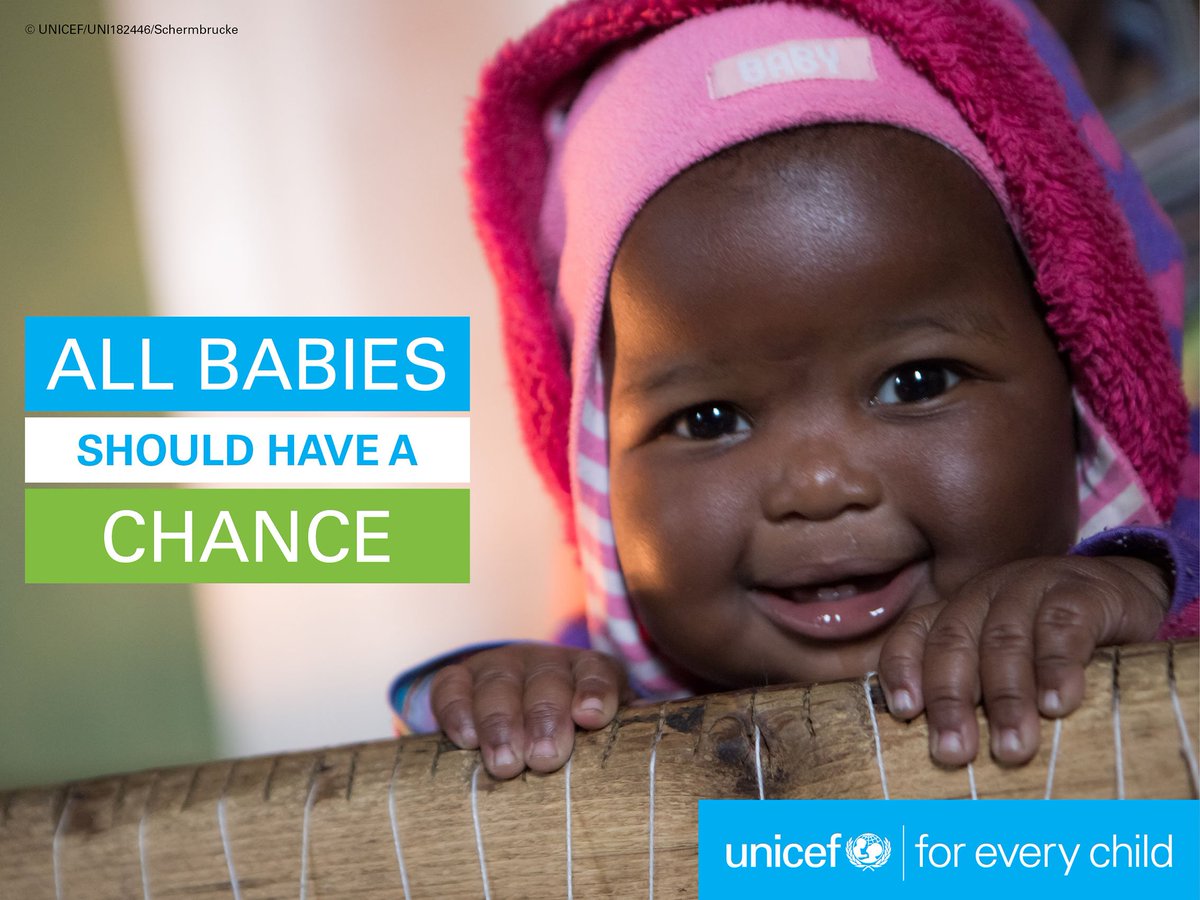 © UNICEF/UNI182446/Schermbrucke
BABY
ALL BABIES
SHOULD HAVE A
CHANCE
unicef for every child